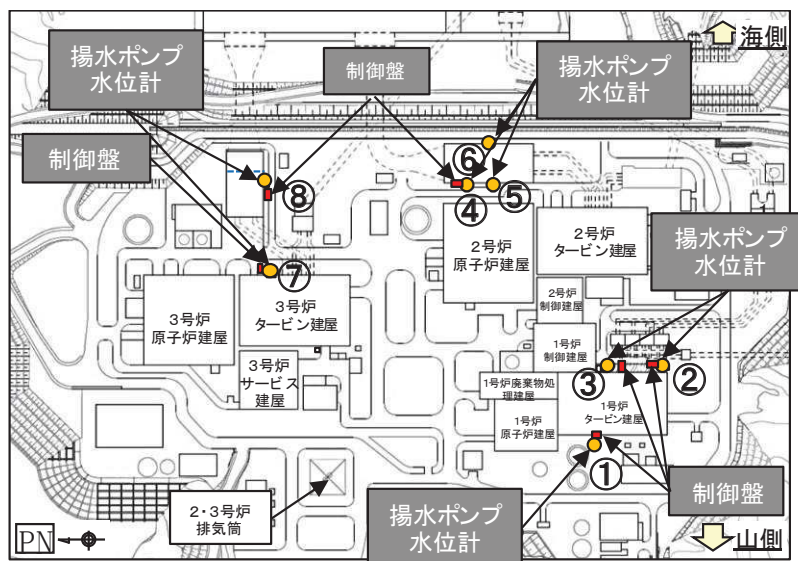 海側
揚水ポンプ
水位計
制御盤
揚水ポンプ
水位計
制御盤
⑥
⑧
④
⑤
2号炉
原子炉建屋
2号炉
タービン建屋
揚水ポンプ
水位計
⑦
3号炉
原子炉建屋
3号炉
タービン建屋
2号炉
制御建屋
1号炉
制御建屋
3号炉
サービス
建屋
③
②
1号炉廃棄物処
理建屋
1号炉
原子炉建屋
1号炉
タービン建屋
①
制御盤
2・3号炉
排気筒
揚水ポンプ
水位計
PN
山側